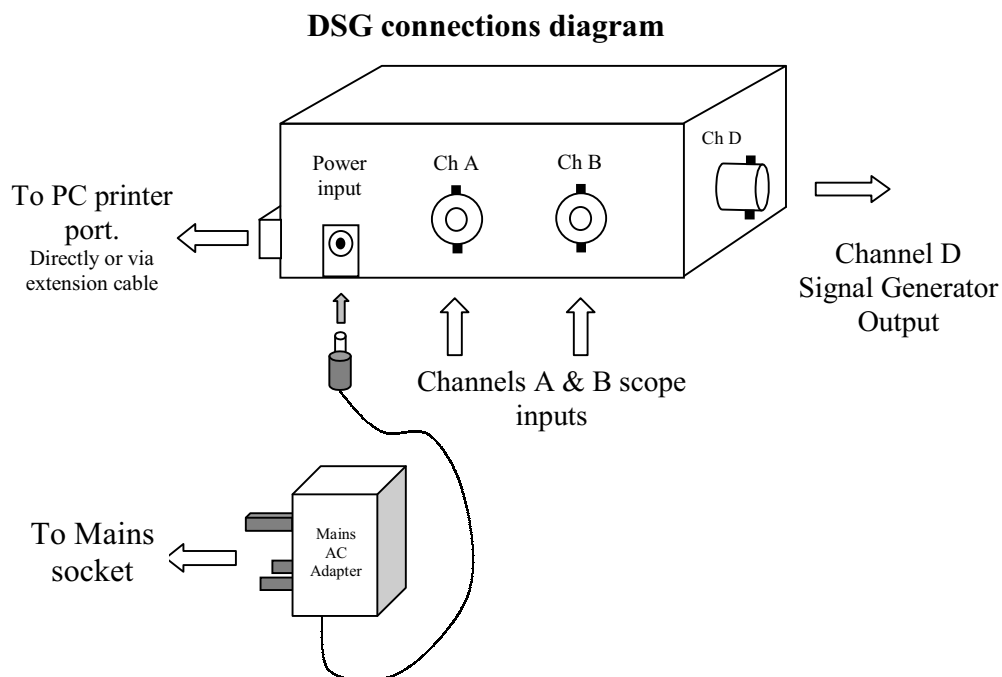 DSG connections diagram
Ch D
Power
input
Ch A
Ch B
To PC printer
port.
Directly or via
extension cable
Channel D
Signal Generator
Output
Channels A & B scope
inputs
To Mains
socket
Mains
AC
Adapter